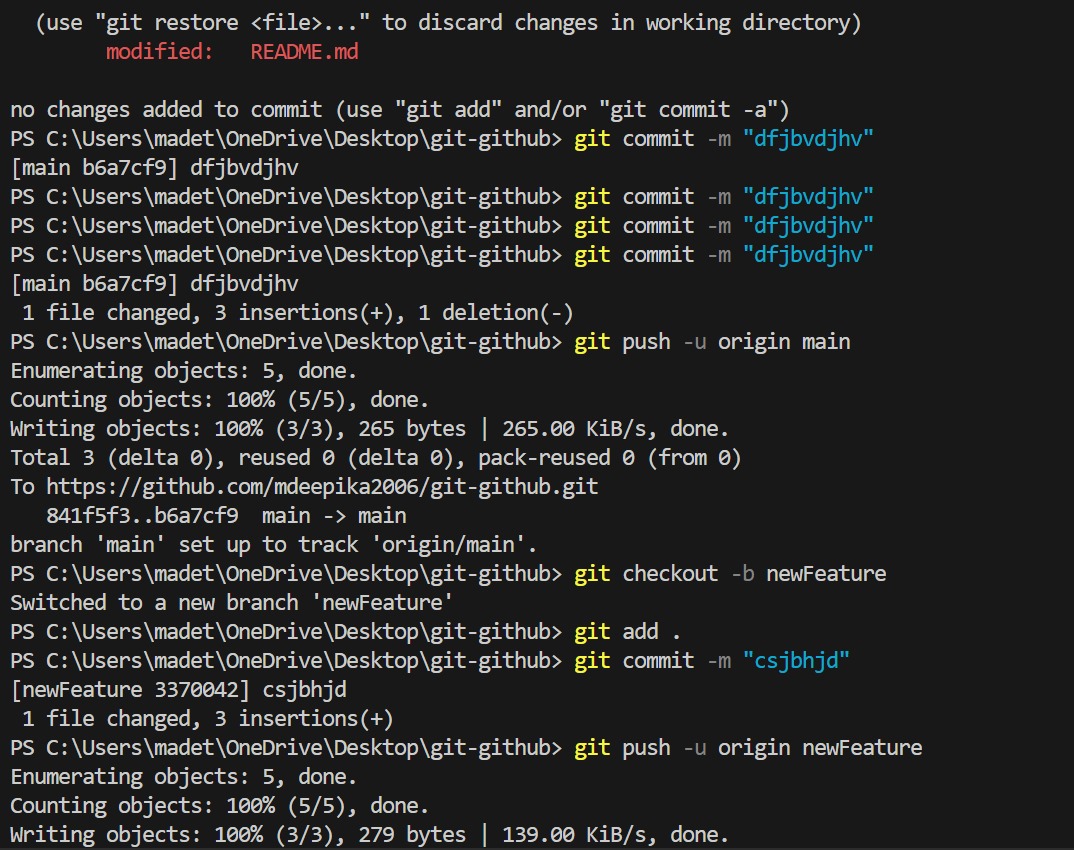 (use "git restore <file>..." to discard changes in working directory)
modified:   README.md
no changes added to commit (use "git add" and/or "git commit -a")
PS C:\Users\madet\OneDrive\Desktop\git-github> git commit -m "dfjbvdjhv"
[main b6a7cf9] dfjbvdjhv
PS C:\Users\madet\OneDrive\Desktop\git-github> git commit -m "dfjbvdjhv"
PS C:\Users\madet\OneDrive\Desktop\git-github> git commit -m "dfjbvdjhv"
PS C:\Users\madet\OneDrive\Desktop\git-github> git commit -m "dfjbvdjhv"
[main b6a7cf9] dfjbvdjhv
1 file changed, 3 insertions(+), 1 deletion(-)
PS C:\Users\madet\OneDrive\Desktop\git-github> git push -u origin main
Enumerating objects: 5, done.
Counting objects: 100% (5/5), done.
Writing objects: 100% (3/3), 265 bytes | 265.00 KiB/s, done.
Total 3 (delta 0), reused 0 (delta 0), pack-reused 0 (from 0)
To https://github.com/mdeepika2006/git-github.git
841f5f3..b6a7cf9  main -> main
branch 'main' set up to track 'origin/main'.
PS C:\Users\madet\OneDrive\Desktop\git-github> git checkout -b newFeature
Switched to a new branch 'newFeature'
PS C:\Users\madet\OneDrive\Desktop\git-github> git add .
PS C:\Users\madet\OneDrive\Desktop\git-github> git commit -m "csjbhjd"
[newFeature 3370042] csjbhjd
1 file changed, 3 insertions(+)
PS C:\Users\madet\OneDrive\Desktop\git-github> git push -u origin newFeature
Enumerating objects: 5, done.
Counting objects: 100% (5/5), done.
Writing objects: 100% (3/3), 279 bytes | 139.00 KiB/s, done.